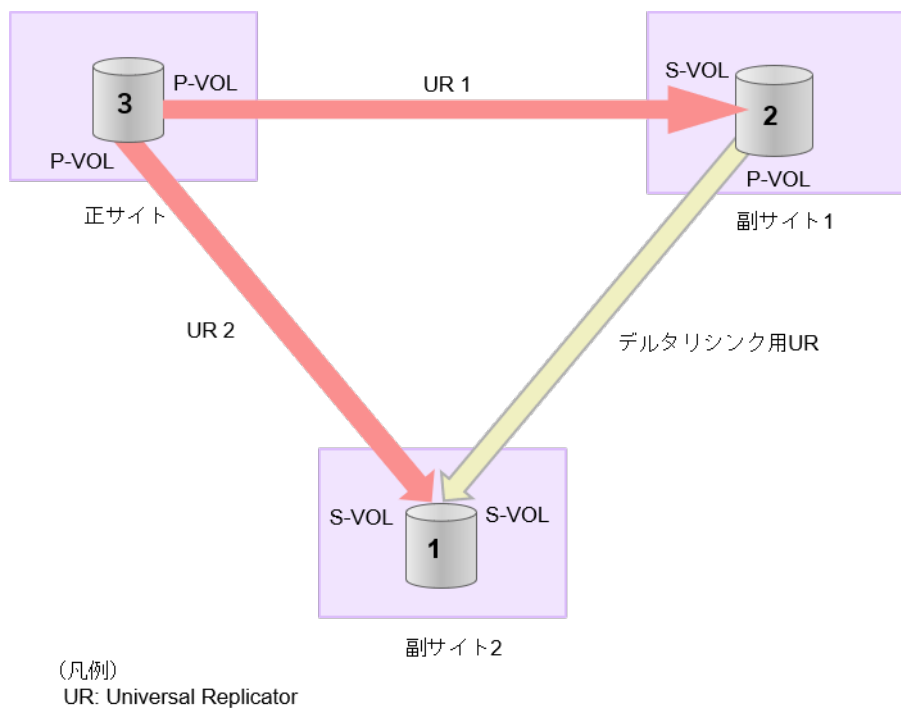 P-VOL
3
P-VOL
正サイト
UR 1
S-VOL
2
P-VOL
副サイト1
UR 2
デルタリシンク用UR
S-VOL
S-VOL
1
副サイト2
(凡例)
UR: Universal Replicator